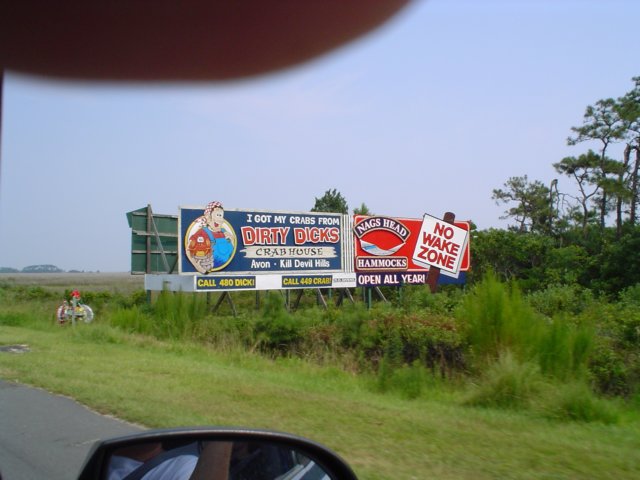 I GOT MY CRABS FROM
DIRTY DICKS
CRAB HOUSE
Avon · Kill Devil Hills
CALL 480 DICK!
CALL 449 CRAB!
NAGS HEAD
HAMMOCKS
OPEN ALL YEAR!
NO
WAKE
ZONE